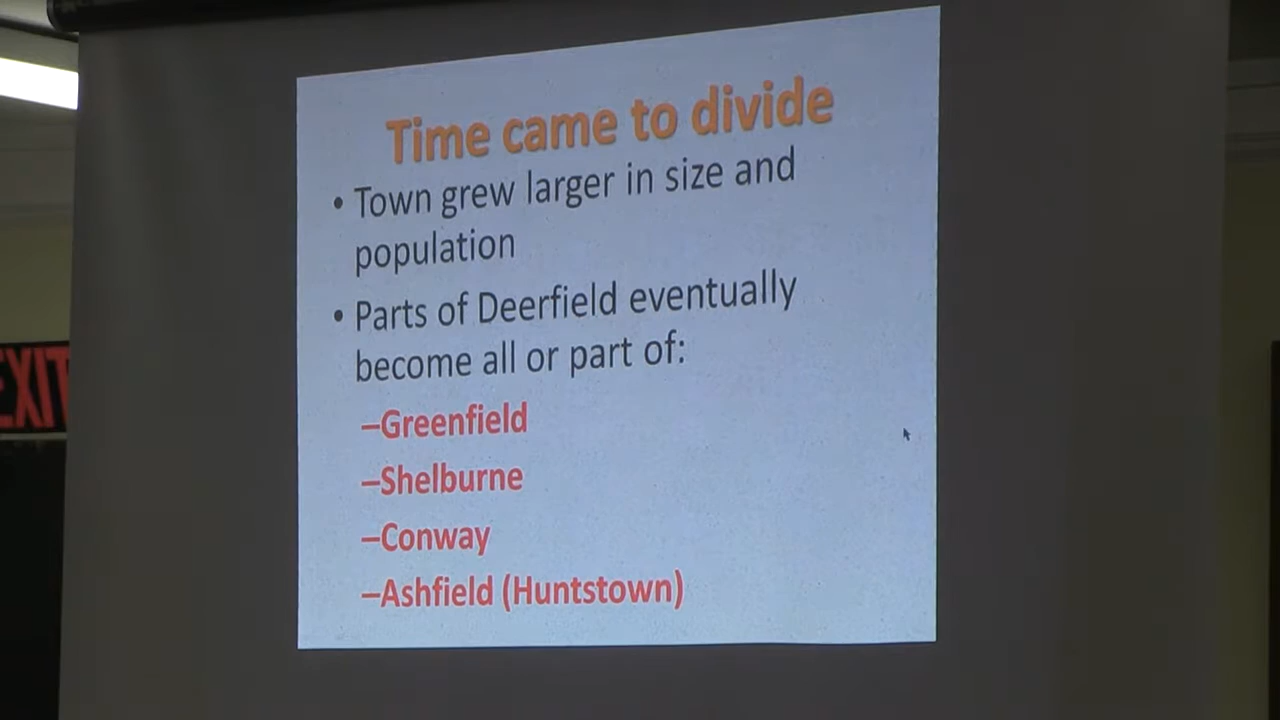 Time came to divide
• Town grew larger in size and
population
• Parts of Deerfield eventually
become all or part of:
–Greenfield
–Shelburne
–Conway
–Ashfield (Huntstown)
EXIT